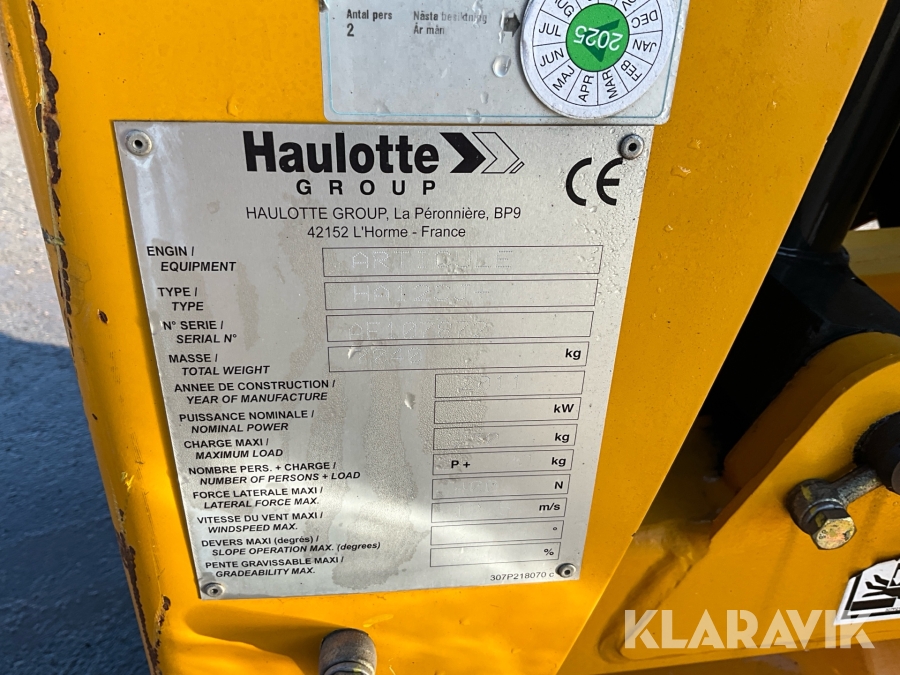 Antal pers
2
Nästa besiktning
År mån
2025
JAN
FEB
MAR
APR
MAJ
JUN
JUL
DEC
Haulotte
GROUP
CE
HAULOTTE GROUP, La Péronnière, BP9
42152 L'Horme - France
ENGIN /
EQUIPMENT
TYPE /
TYPE
N° SERIE /
SERIAL N°
MASSE /
TOTAL WEIGHT
kg
ANNEE DE CONSTRUCTION /
YEAR OF MANUFACTURE
PUISSANCE NOMINALE /
NOMINAL POWER
kW
CHARGE MAXI /
MAXIMUM LOAD
kg
NOMBRE PERS. + CHARGE /
NUMBER OF PERSONS + LOAD
P + kg
FORCE LATERALE MAXI /
LATERAL FORCE MAX.
N
VITESSE DU VENT MAXI /
WINDSPEED MAX.
m/s
DEVERS MAXI (degrés) /
SLOPE OPERATION MAX. (degrees)
°
PENTE GRAVISSABLE MAXI /
GRADEABILITY MAX.
%
307P218070 c
KLARAVIK